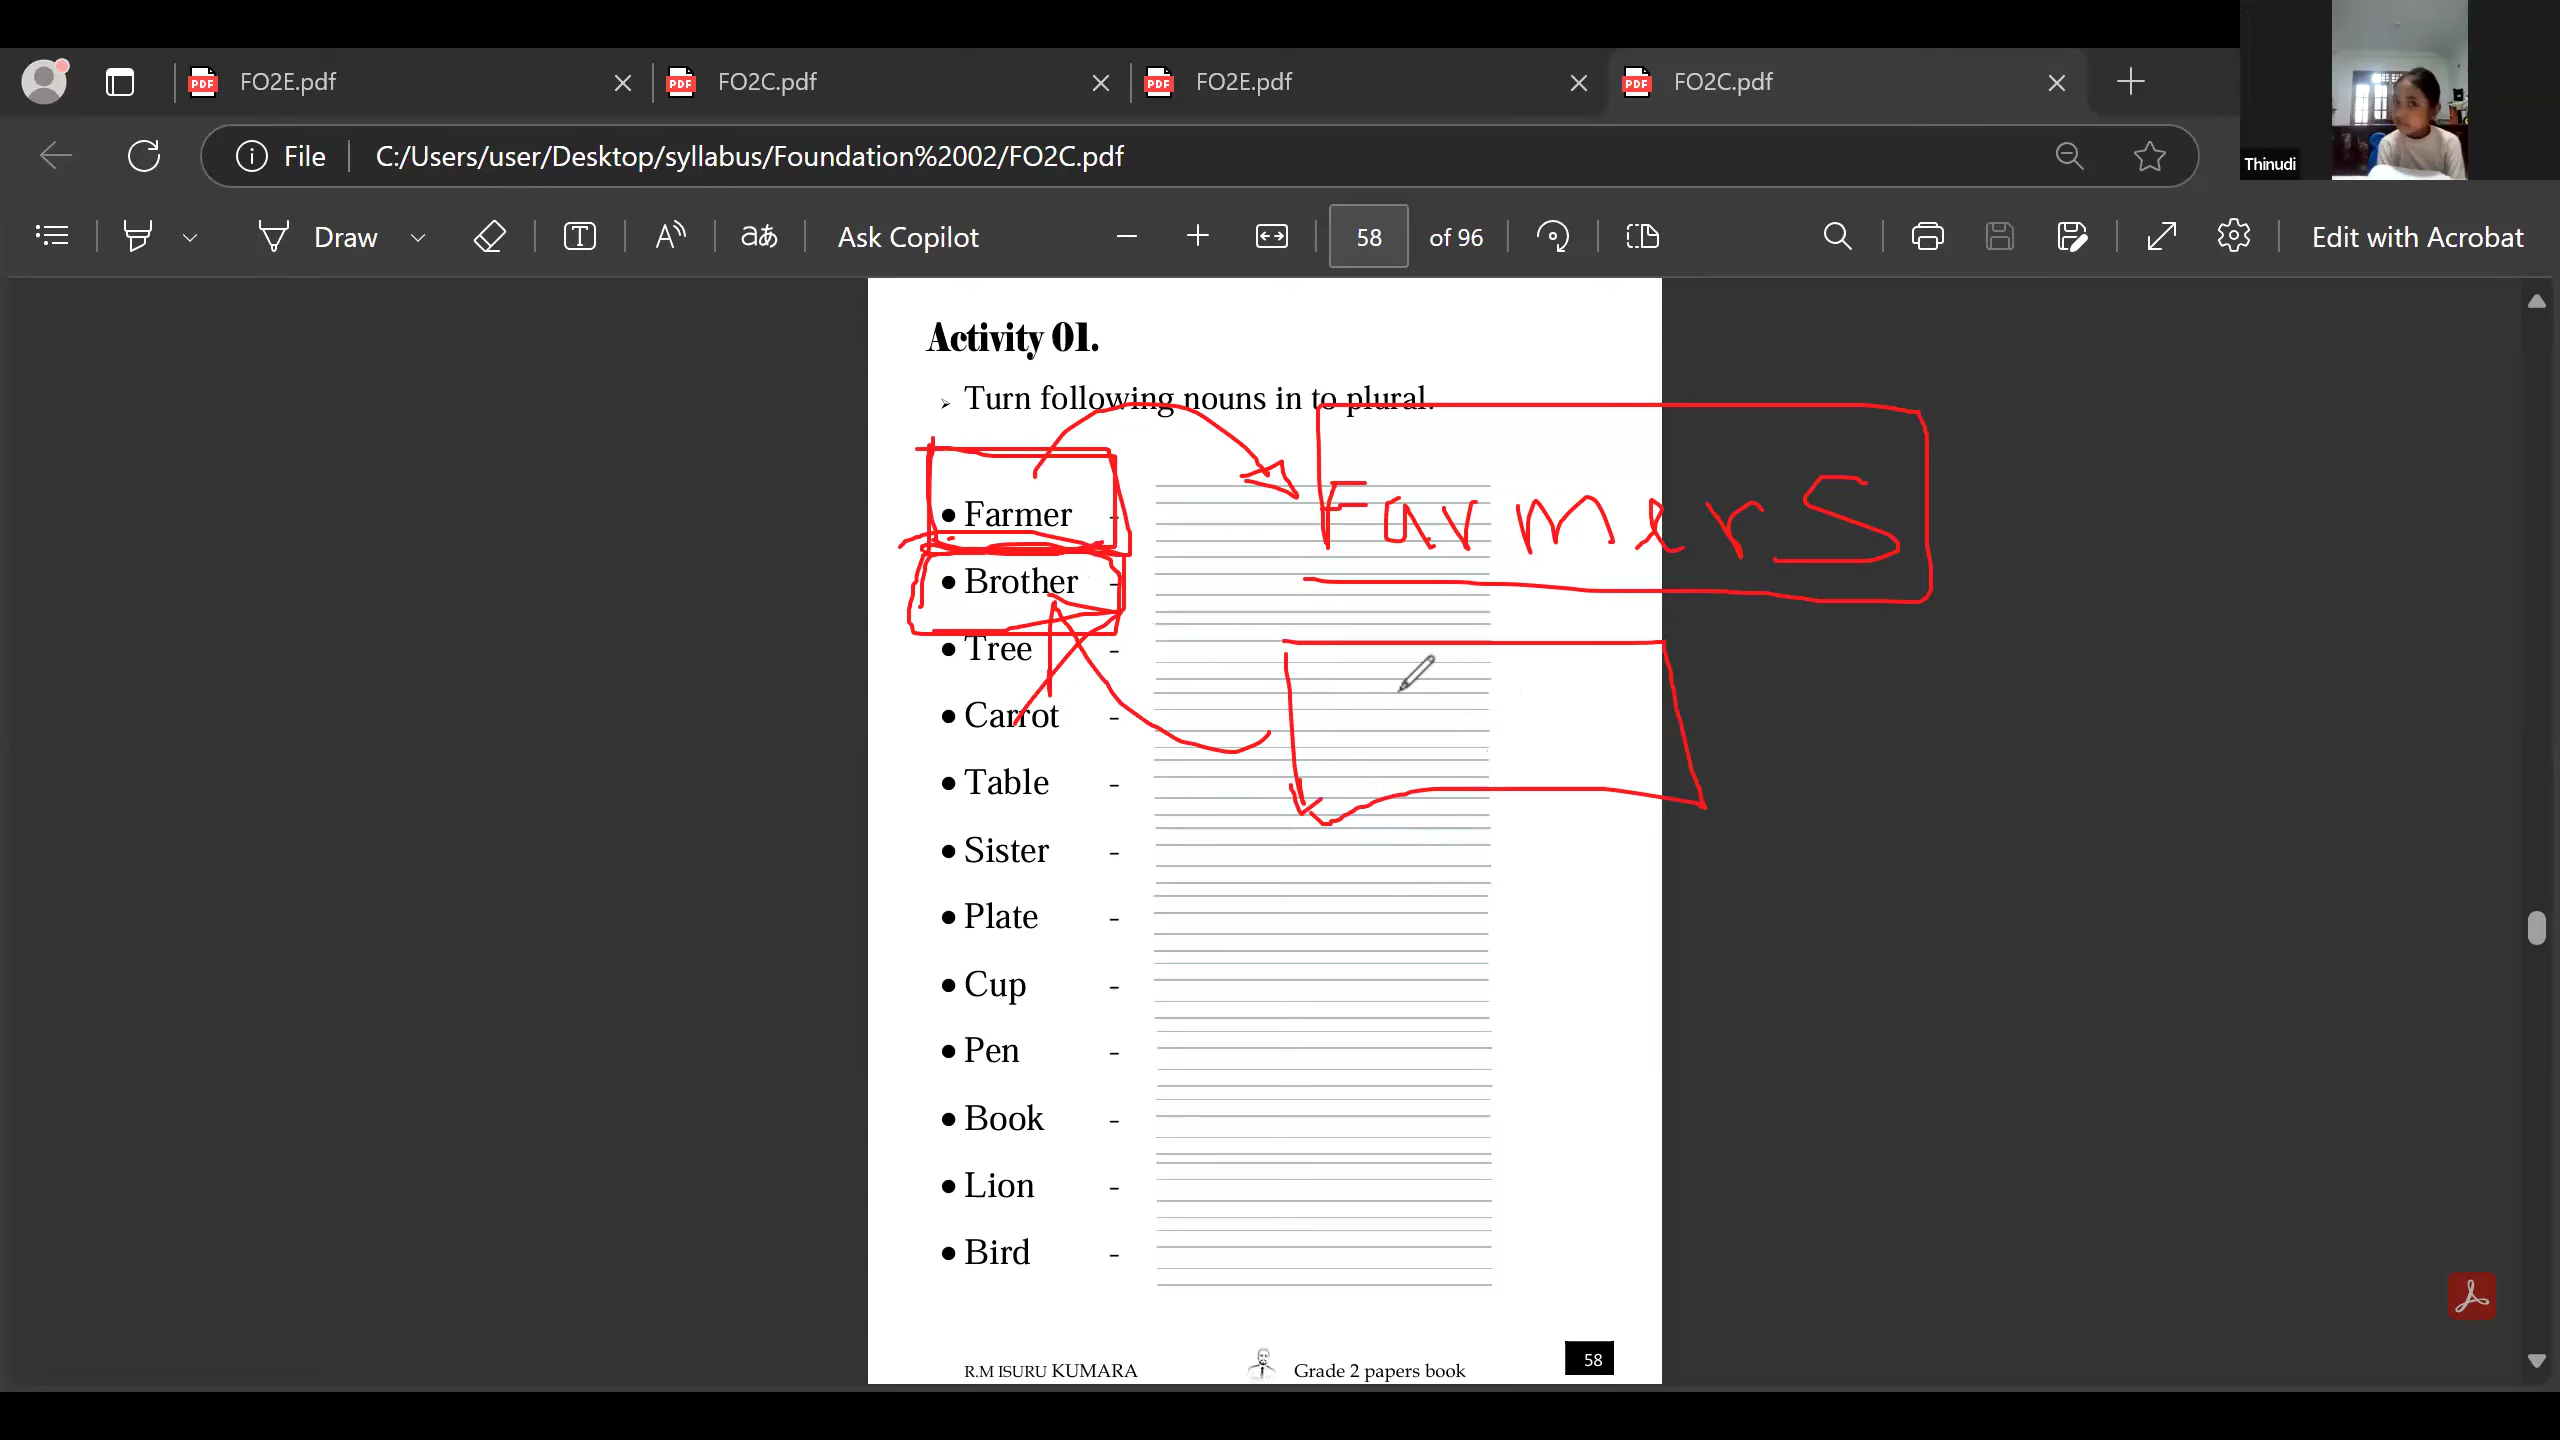 FO2E.pdf FO2C.pdf FO2E.pdf FO2C.pdf
File C:/Users/user/Desktop/syllabus/Foundation%2002/FO2C.pdf
Thinudi
Draw Ask Copilot 58 of 96 Edit with Acrobat
Activity 01.
Turn following nouns in to plural.
• Farmer - FarmerS
• Brother -
• Tree -
• Carrot -
• Table -
• Sister -
• Plate -
• Cup -
• Pen -
• Book -
• Lion -
• Bird -
R.M ISURU KUMARA Grade 2 papers book 58